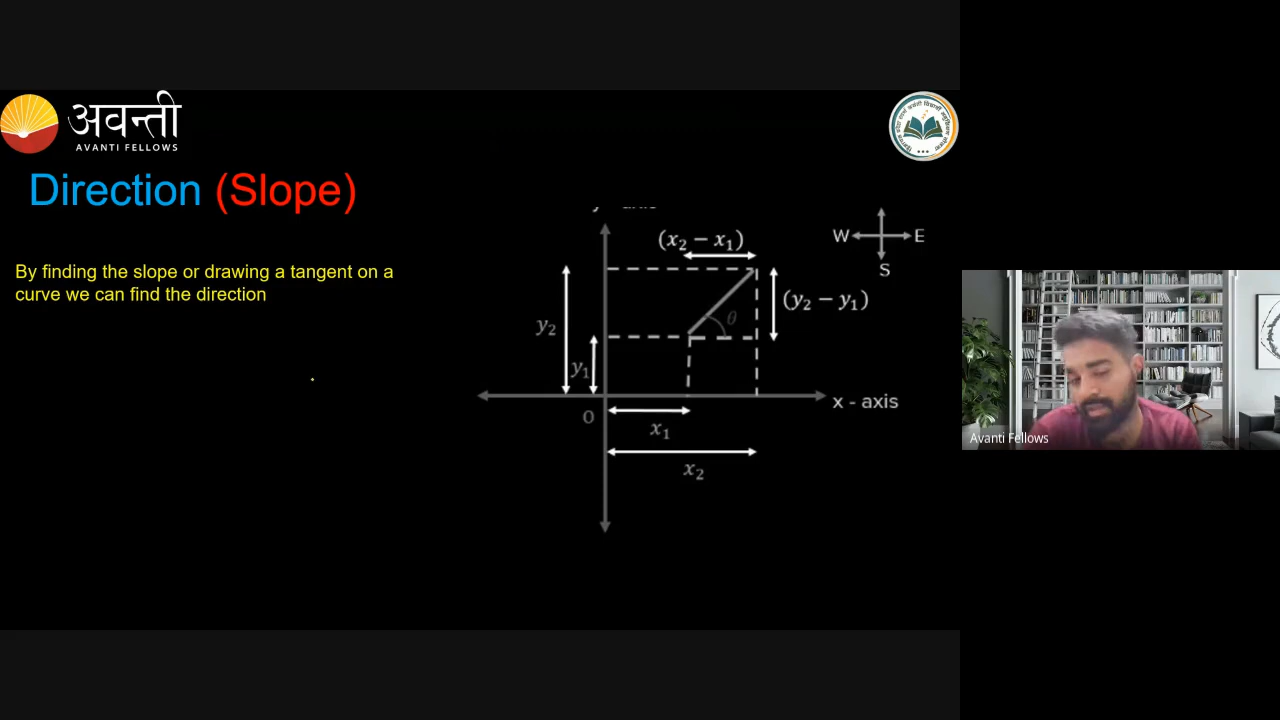 अवन्ती
AVANTI FELLOWS
Direction (Slope)
By finding the slope or drawing a tangent on a
curve we can find the direction
(x₂ − x₁)
W E
S
(y₂ − y₁)
θ
y₂
y₁
x - axis
O
x₁
x₂
Avanti Fellows